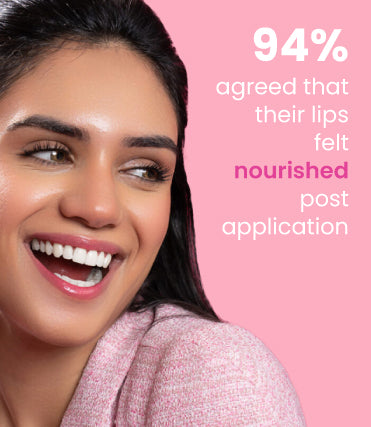 94%
agreed that
their lips
felt
nourished
post
application